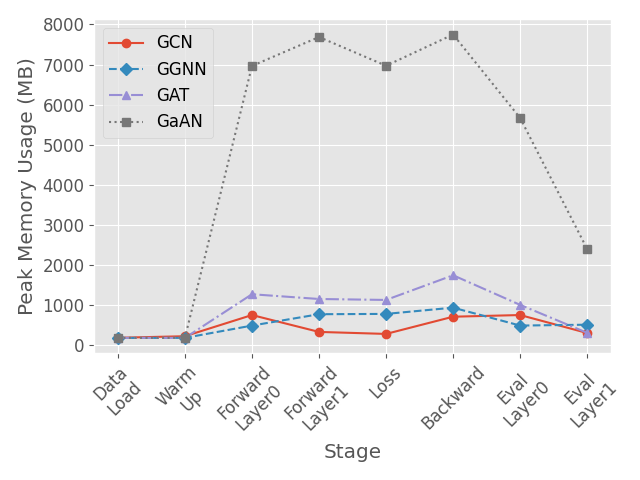 8000
7000
6000
5000
4000
3000
2000
1000
0
Peak Memory Usage (MB)
GCN
GGNN
GAT
GaAN
Data
Load
Warm
Up
Forward
Layer0
Forward
Layer1
Loss
Backward
Eval
Layer0
Eval
Layer1
Stage